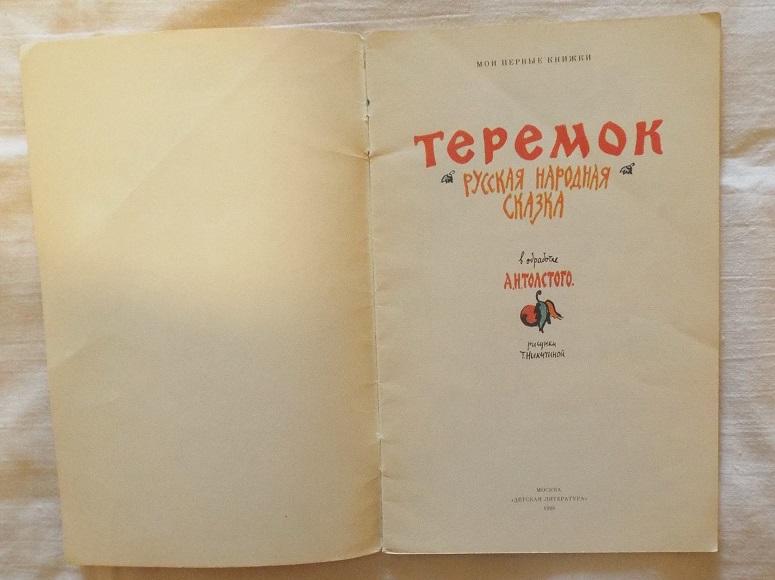 МОИ ПЕРВЫЕ КНИЖКИ
ТЕРЕМОК
РУССКАЯ НАРОДНАЯ
СКАЗКА
в обработке
А.Н.ТОЛСТОГО.
рисунки
Т.Никитиной
МОСКВА
«ДЕТСКАЯ ЛИТЕРАТУРА»